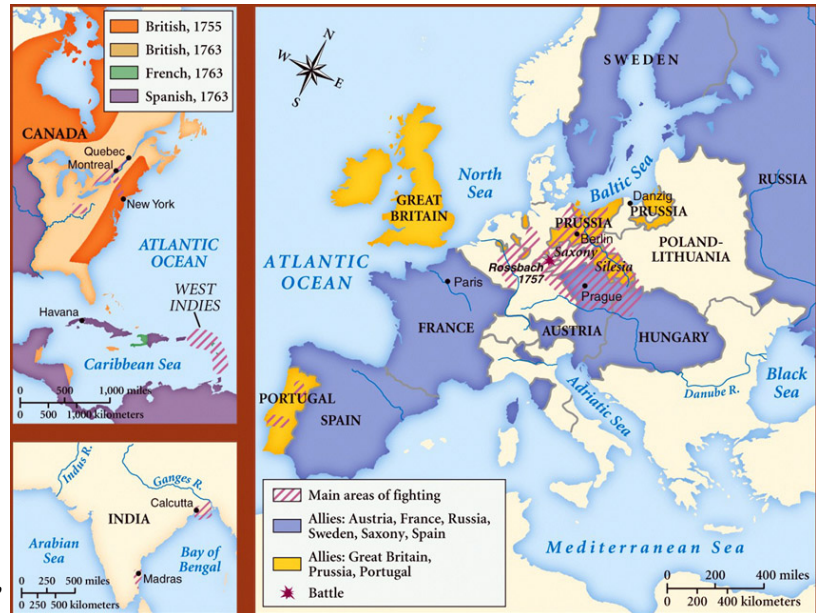 British, 1755
British, 1763
French, 1763
Spanish, 1763
CANADA
Quebec
Montreal
New York
ATLANTIC
OCEAN
WEST
INDIES
Havana
Caribbean Sea
0 500 1,000 miles
0 500 1,000 kilometers
Indus R.
Ganges R.
Calcutta
INDIA
Arabian
Sea
Bay of
Bengal
Madras
0 250 500 miles
0 250 500 kilometers
N
W
E
S
SWEDEN
RUSSIA
North
Sea
Baltic Sea
GREAT
BRITAIN
Danzig
PRUSSIA
PRUSSIA
Berlin
POLAND-
LITHUANIA
Saxony
Silesia
Rossbach
1757
Prague
ATLANTIC
OCEAN
Paris
FRANCE
AUSTRIA
HUNGARY
Black
Sea
Danube R.
Adriatic Sea
PORTUGAL
SPAIN
Mediterranean Sea
Main areas of fighting
Allies: Austria, France, Russia,
Sweden, Saxony, Spain
Allies: Great Britain,
Prussia, Portugal
Battle
0 200 400 miles
0 200 400 kilometers